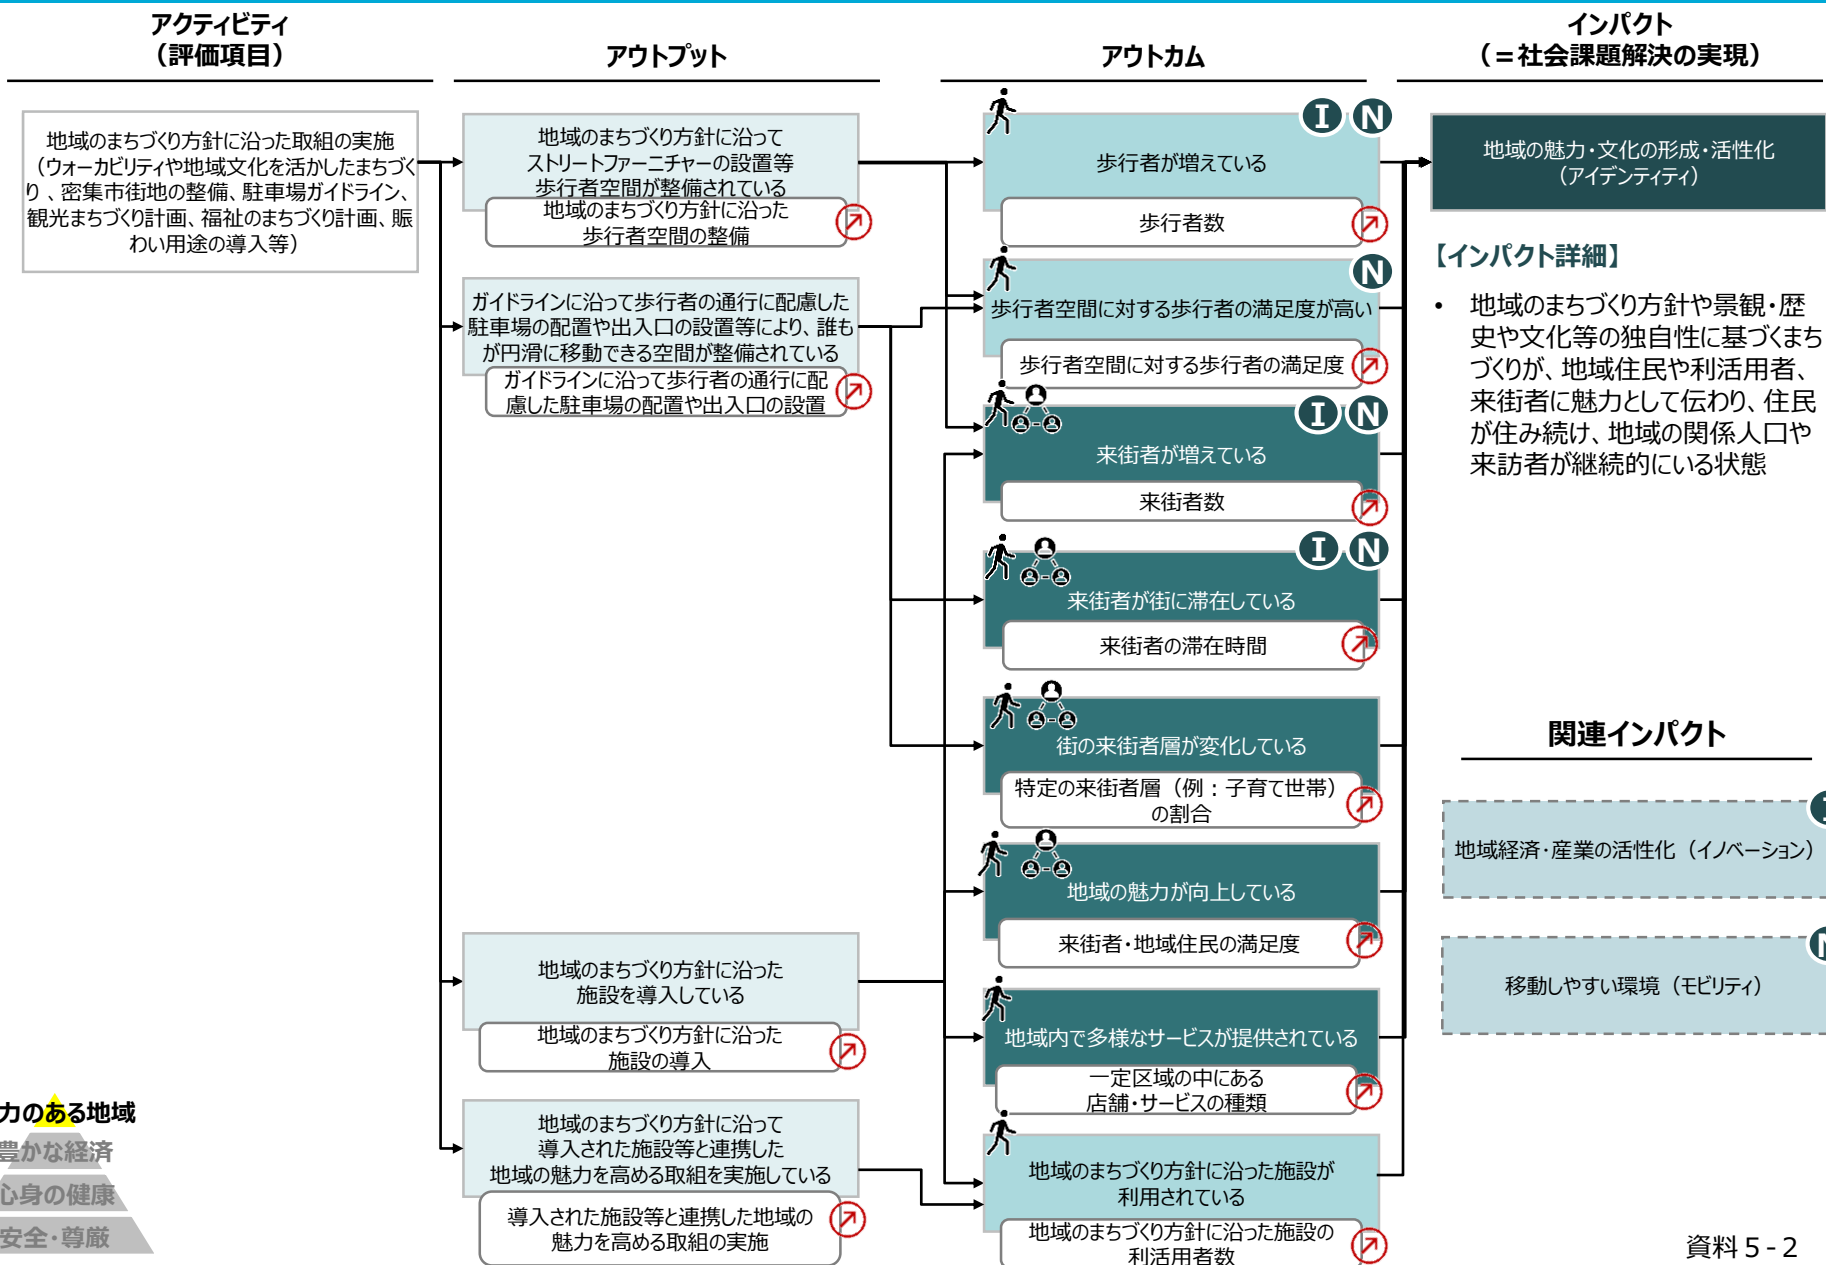 アクティビティ
（評価項目）
アウトプット
アウトカム
インパクト
（＝社会課題解決の実現）
地域のまちづくり方針に沿った取組の実施
（ウォーカビリティや地域文化を活かしたまちづく
り、密集市街地の整備、駐車場ガイドライン、
観光まちづくり計画、福祉のまちづくり計画、賑
わい用途の導入等）
地域のまちづくり方針に沿って
ストリートファーニチャーの設置等
歩行者空間が整備されている
地域のまちづくり方針に沿った
歩行者空間の整備
ガイドラインに沿って歩行者の通行に配慮した
駐車場の配置や出入口の設置等により、誰も
が円滑に移動できる空間が整備されている
ガイドラインに沿って歩行者の通行に配
慮した駐車場の配置や出入口の設置
地域のまちづくり方針に沿った
施設を導入している
地域のまちづくり方針に沿った
施設の導入
地域のまちづくり方針に沿って
導入された施設等と連携した
地域の魅力を高める取組を実施している
導入された施設等と連携した地域の
魅力を高める取組の実施
I N
歩行者が増えている
歩行者数
N
歩行者空間に対する歩行者の満足度が高い
歩行者空間に対する歩行者の満足度
I N
来街者が増えている
来街者数
I N
来街者が街に滞在している
来街者の滞在時間
街の来街者層が変化している
特定の来街者層（例：子育て世帯）
の割合
地域の魅力が向上している
来街者・地域住民の満足度
地域内で多様なサービスが提供されている
一定区域の中にある
店舗・サービスの種類
地域のまちづくり方針に沿った施設が
利用されている
地域のまちづくり方針に沿った施設の
利活用者数
地域の魅力・文化の形成・活性化
（アイデンティティ）
【インパクト詳細】
• 地域のまちづくり方針や景観・歴
史や文化等の独自性に基づくまち
づくりが、地域住民や利活用者、
来街者に魅力として伝わり、住民
が住み続け、地域の関係人口や
来訪者が継続的にいる状態
関連インパクト
I
地域経済・産業の活性化（イノベーション）
N
移動しやすい環境（モビリティ）
力のある地域
豊かな経済
心身の健康
安全・尊厳
資料５-２